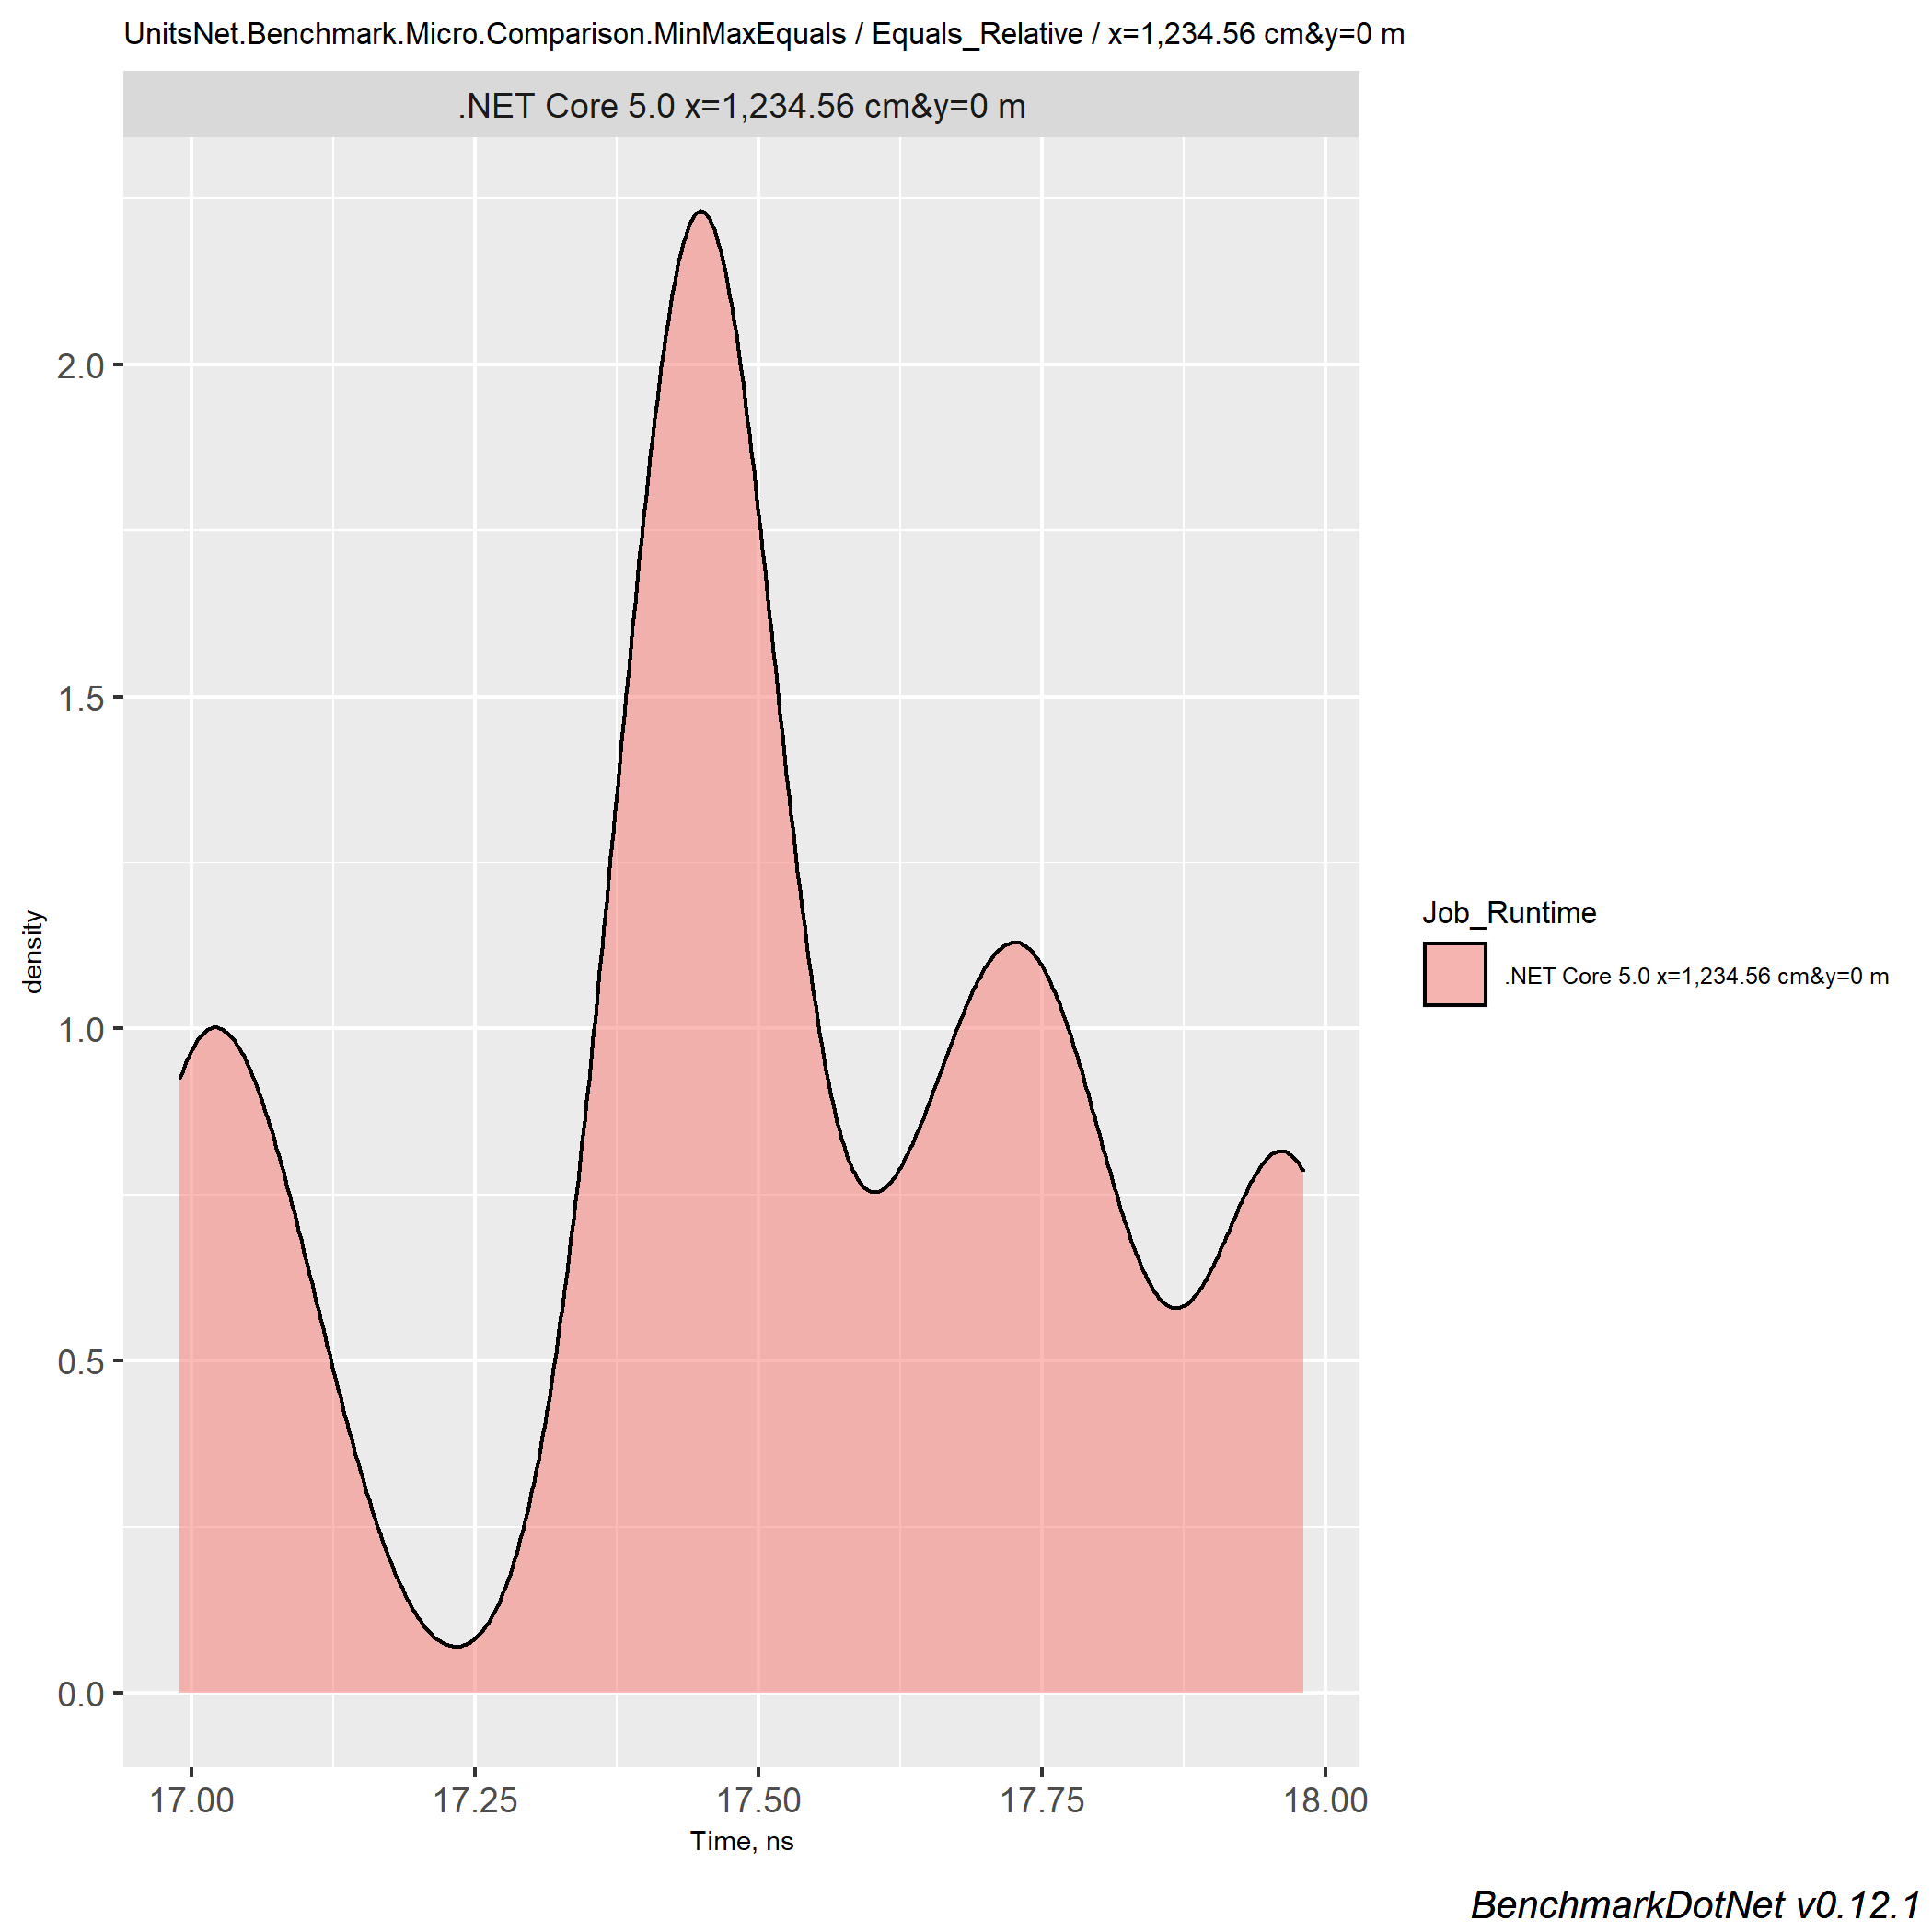 UnitsNet.Benchmark.Micro.Comparison.MinMaxEquals / Equals_Relative / x=1,234.56 cm&y=0 m
.NET Core 5.0 x=1,234.56 cm&y=0 m
2.0
1.5
1.0
0.5
0.0
density
17.00 17.25 17.50 17.75 18.00
Time, ns
Job_Runtime
.NET Core 5.0 x=1,234.56 cm&y=0 m
BenchmarkDotNet v0.12.1